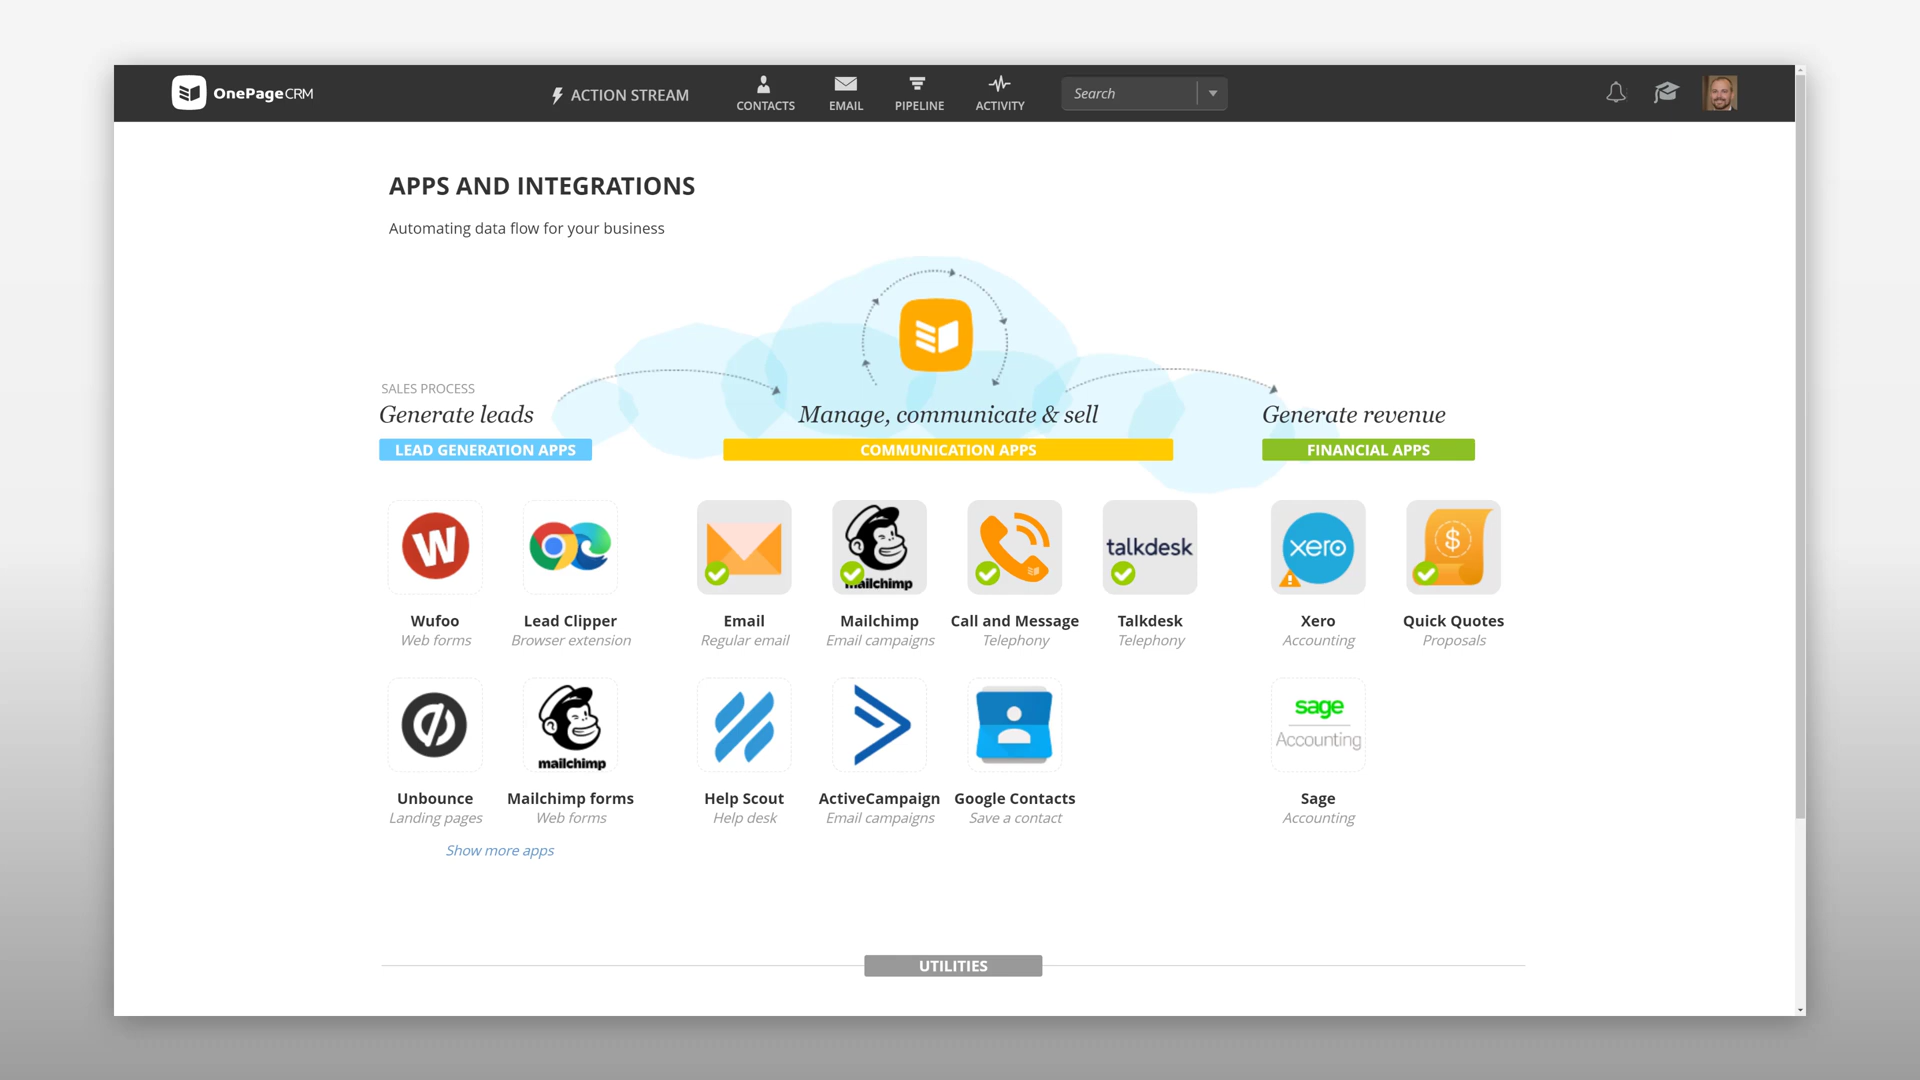 OnePageCRM
ACTION STREAM
CONTACTS
EMAIL
PIPELINE
ACTIVITY
Search
APPS AND INTEGRATIONS
Automating data flow for your business
SALES PROCESS
Generate leads
Manage, communicate & sell
Generate revenue
LEAD GENERATION APPS
COMMUNICATION APPS
FINANCIAL APPS
W
mailchimp
talkdesk
xero
$
Wufoo
Web forms
Lead Clipper
Browser extension
Email
Regular email
Mailchimp
Email campaigns
Call and Message
Telephony
Talkdesk
Telephony
Xero
Accounting
Quick Quotes
Proposals
mailchimp
sage
Accounting
Unbounce
Landing pages
Mailchimp forms
Web forms
Help Scout
Help desk
ActiveCampaign
Email campaigns
Google Contacts
Save a contact
Sage
Accounting
Show more apps
UTILITIES